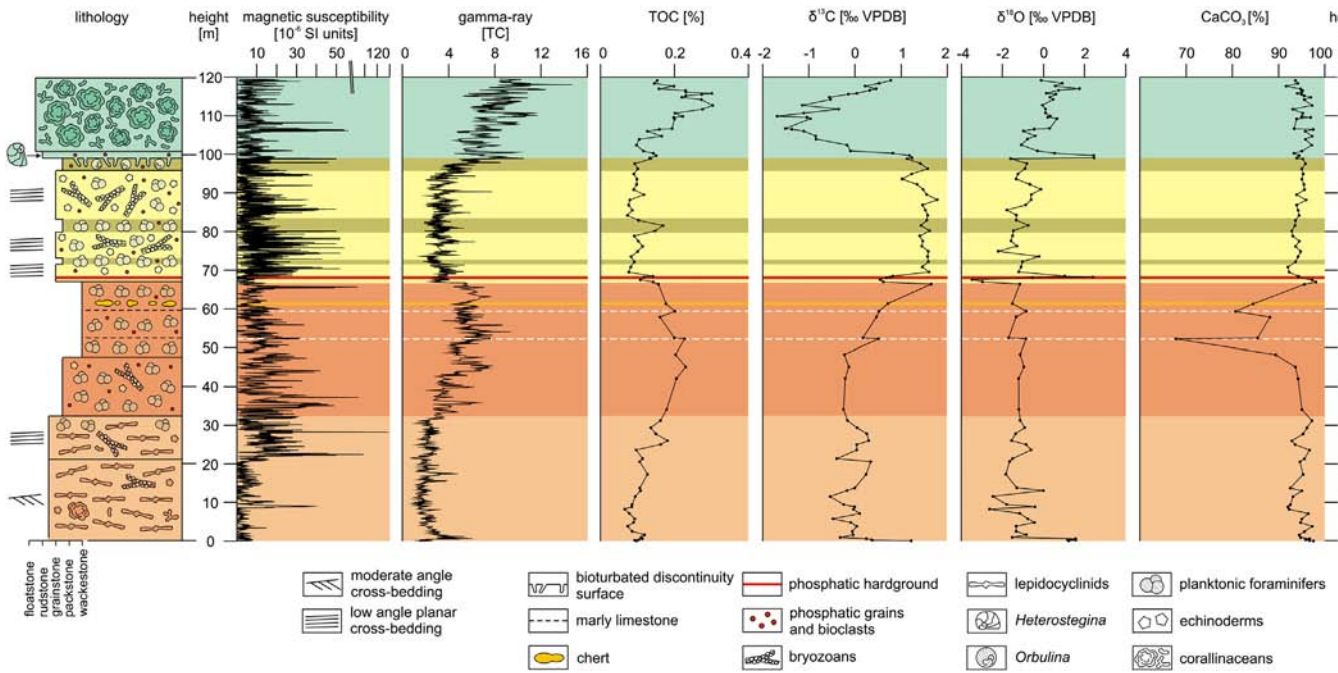 lithology
height
[m]
magnetic susceptibility
[10⁻⁶ SI units]
gamma-ray
[TC]
TOC [%]
δ¹³C [‰ VPDB]
δ¹⁸O [‰ VPDB]
CaCO₃ [%]
h
10 30 50 120
0 4 8 12 16
0 0.2 0.4
-2 -1 0 1 2
-4 -2 0 2 4
60 70 80 90 100
120
110
100
90
80
70
60
50
40
30
20
10
0
floatstone
rudstone
grainstone
packstone
wackestone
moderate angle
cross-bedding
low angle planar
cross-bedding
bioturbated discontinuity
surface
marly limestone
chert
phosphatic hardground
phosphatic grains
and bioclasts
bryozoans
lepidocyclinids
Heterostegina
Orbulina
planktonic foraminifers
echinoderms
corallinaceans